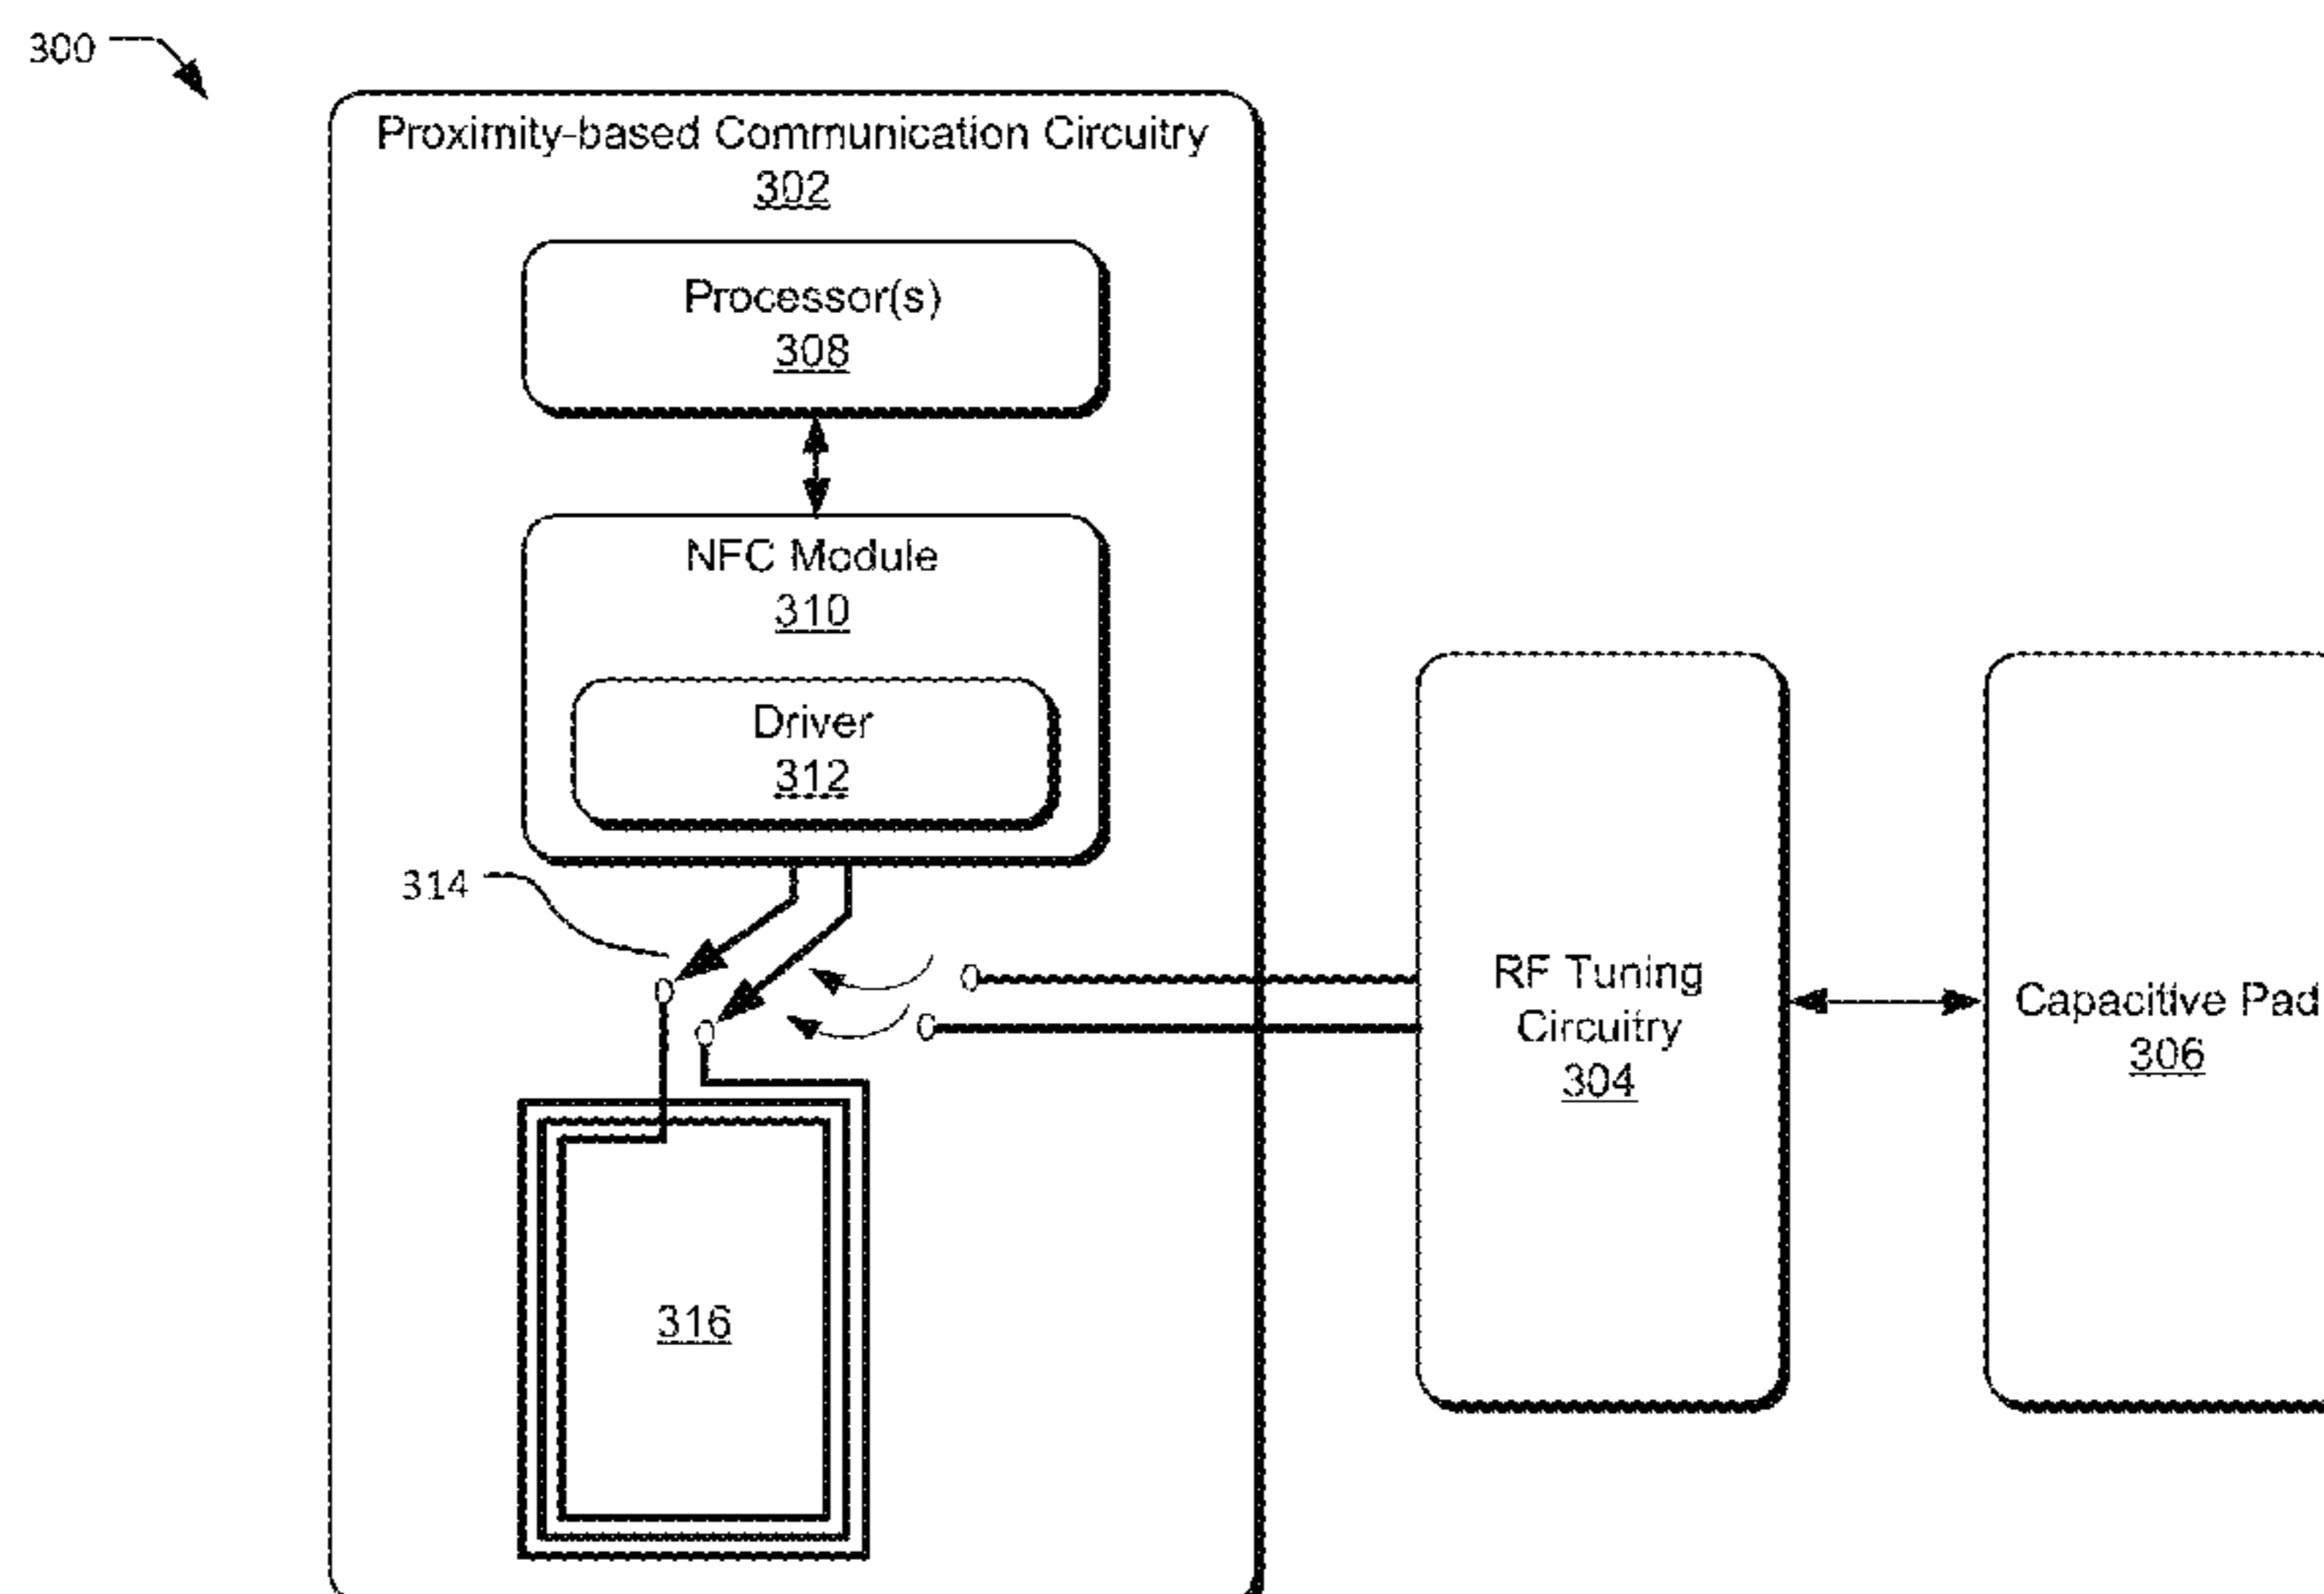 300
Proximity-based Communication Circuitry
302
Processor(s)
308
NFC Module
310
Driver
312
314
RF Tuning
Circuitry
304
Capacitive Pad
306
316